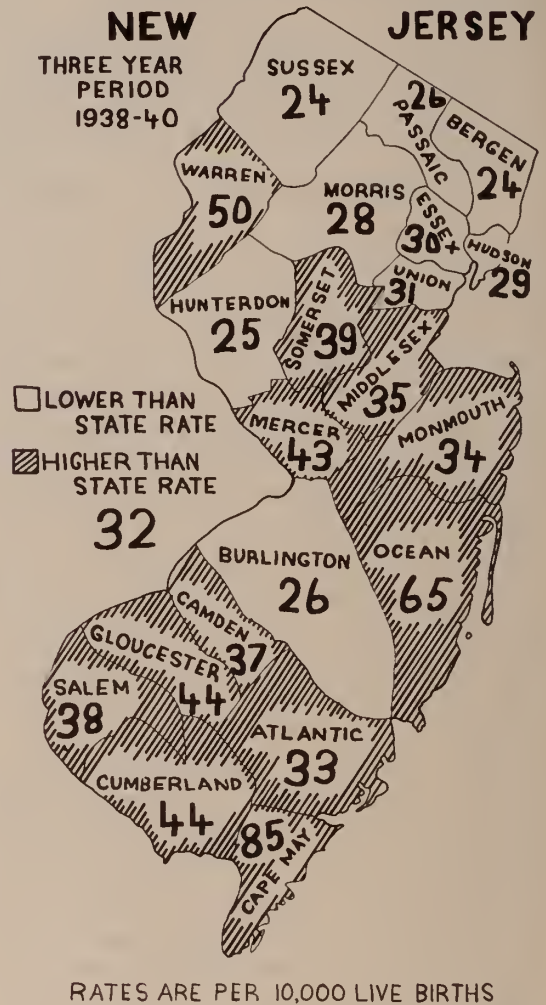 NEW JERSEY
THREE YEAR
PERIOD
1938-40
SUSSEX
24
26
PASSAIC
BERGEN
24
WARREN
50
MORRIS
28
ESSEX
30
HUDSON
29
UNION
31
HUNTERDON
25
SOMERSET
39
MIDDLESEX
35
LOWER THAN
STATE RATE
MERCER
43
MONMOUTH
34
HIGHER THAN
STATE RATE
32
BURLINGTON
26
OCEAN
65
CAMDEN
37
GLOUCESTER
44
SALEM
38
ATLANTIC
33
CUMBERLAND
44
85
CAPE MAY
RATES ARE PER 10,000 LIVE BIRTHS